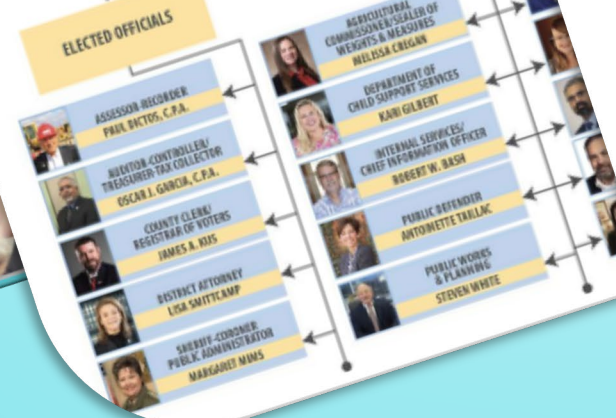 ELECTED OFFICIALS
ASSESSOR-RECORDER
PAUL DICTOS, C.P.A.
AUDITOR-CONTROLLER/
TREASURER-TAX COLLECTOR
OSCAR J. GARCIA, C.P.A.
COUNTY CLERK/
REGISTRAR OF VOTERS
JAMES A. KUS
DISTRICT ATTORNEY
LISA SMITTCAMP
SHERIFF-CORONER
PUBLIC ADMINISTRATOR
MARGARET MIMS
AGRICULTURAL
COMMISSIONER/SEALER OF
WEIGHTS & MEASURES
MELISSA CREGAN
DEPARTMENT OF
CHILD SUPPORT SERVICES
KARI GILBERT
INTERNAL SERVICES/
CHIEF INFORMATION OFFICER
ROBERT W. BASH
PUBLIC DEFENDER
ANTOINETTE TAILLAC
PUBLIC WORKS
& PLANNING
STEVEN WHITE